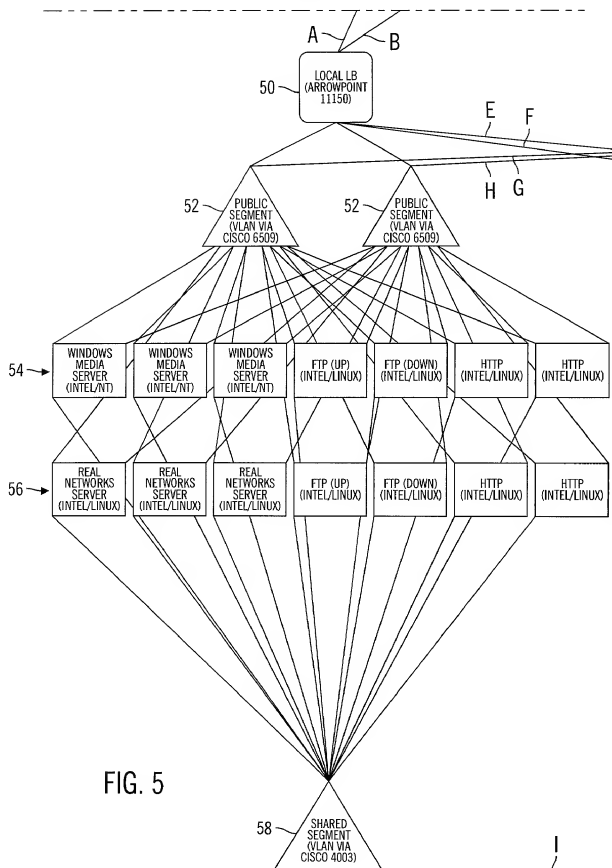 A
B
50
LOCAL LB
(ARROWPOINT
11150)
E
F
G
H
52
PUBLIC
SEGMENT
(VLAN VIA
CISCO 6509)
52
PUBLIC
SEGMENT
(VLAN VIA
CISCO 6509)
54
WINDOWS
MEDIA
SERVER
(INTEL/NT)
WINDOWS
MEDIA
SERVER
(INTEL/NT)
WINDOWS
MEDIA
SERVER
(INTEL/NT)
FTP (UP)
(INTEL/LINUX)
FTP (DOWN)
(INTEL/LINUX)
HTTP
(INTEL/LINUX)
HTTP
(INTEL/LINUX)
56
REAL
NETWORKS
SERVER
(INTEL/LINUX)
REAL
NETWORKS
SERVER
(INTEL/LINUX)
REAL
NETWORKS
SERVER
(INTEL/LINUX)
FTP (UP)
(INTEL/LINUX)
FTP (DOWN)
(INTEL/LINUX)
HTTP
(INTEL/LINUX)
HTTP
(INTEL/LINUX)
FIG. 5
58
SHARED
SEGMENT
(VLAN VIA
CISCO 4003)
I